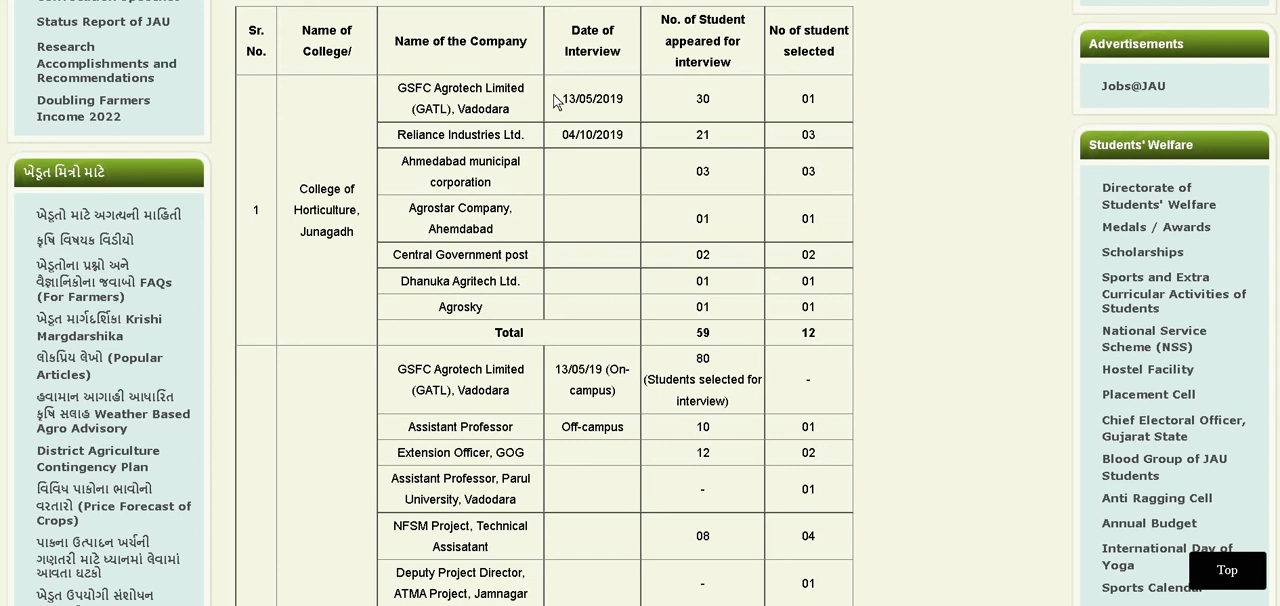 Status Report of JAU
Research
Accomplishments and
Recommendations
Doubling Farmers
Income 2022
ખેડૂત મિત્રો માટે
ખેડૂતો માટે અગત્યની માહિતી
કૃષિ વિષયક વિડીયો
ખેડૂતોના પ્રશ્નો અને
વૈજ્ઞાનિકોના જવાબો FAQs
(For Farmers)
ખેડૂત માર્ગદર્શિકા Krishi
Margdarshika
લોકપ્રિય લેખો (Popular
Articles)
હવામાન આગાહી આધારિત
કૃષિ સલાહ Weather Based
Agro Advisory
District Agriculture
Contingency Plan
વિવિધ પાકોના ભાવોનો
વરતારો (Price Forecast of
Crops)
પાકના ઉત્પાદન ખર્ચની
ગણતરી માટે ધ્યાનમાં લેવામાં
આવતા ઘટકો
ખેડુત ઉપયોગી સંશોધન
Sr. No. Name of College/ Name of the Company Date of Interview No. of Student appeared for interview No of student selected
1 College of Horticulture, Junagadh
GSFC Agrotech Limited (GATL), Vadodara 13/05/2019 30 01
Reliance Industries Ltd. 04/10/2019 21 03
Ahmedabad municipal corporation 03 03
Agrostar Company, Ahemdabad 01 01
Central Government post 02 02
Dhanuka Agritech Ltd. 01 01
Agrosky 01 01
Total 59 12
GSFC Agrotech Limited (GATL), Vadodara 13/05/19 (On-campus) 80 (Students selected for interview) -
Assistant Professor Off-campus 10 01
Extension Officer, GOG 12 02
Assistant Professor, Parul University, Vadodara - 01
NFSM Project, Technical Assisatant 08 04
Deputy Project Director, ATMA Project, Jamnagar - 01
Advertisements
Jobs@JAU
Students' Welfare
Directorate of
Students' Welfare
Medals / Awards
Scholarships
Sports and Extra
Curricular Activities of
Students
National Service
Scheme (NSS)
Hostel Facility
Placement Cell
Chief Electoral Officer,
Gujarat State
Blood Group of JAU
Students
Anti Ragging Cell
Annual Budget
International Day of
Yoga
Sports Calendar
Top